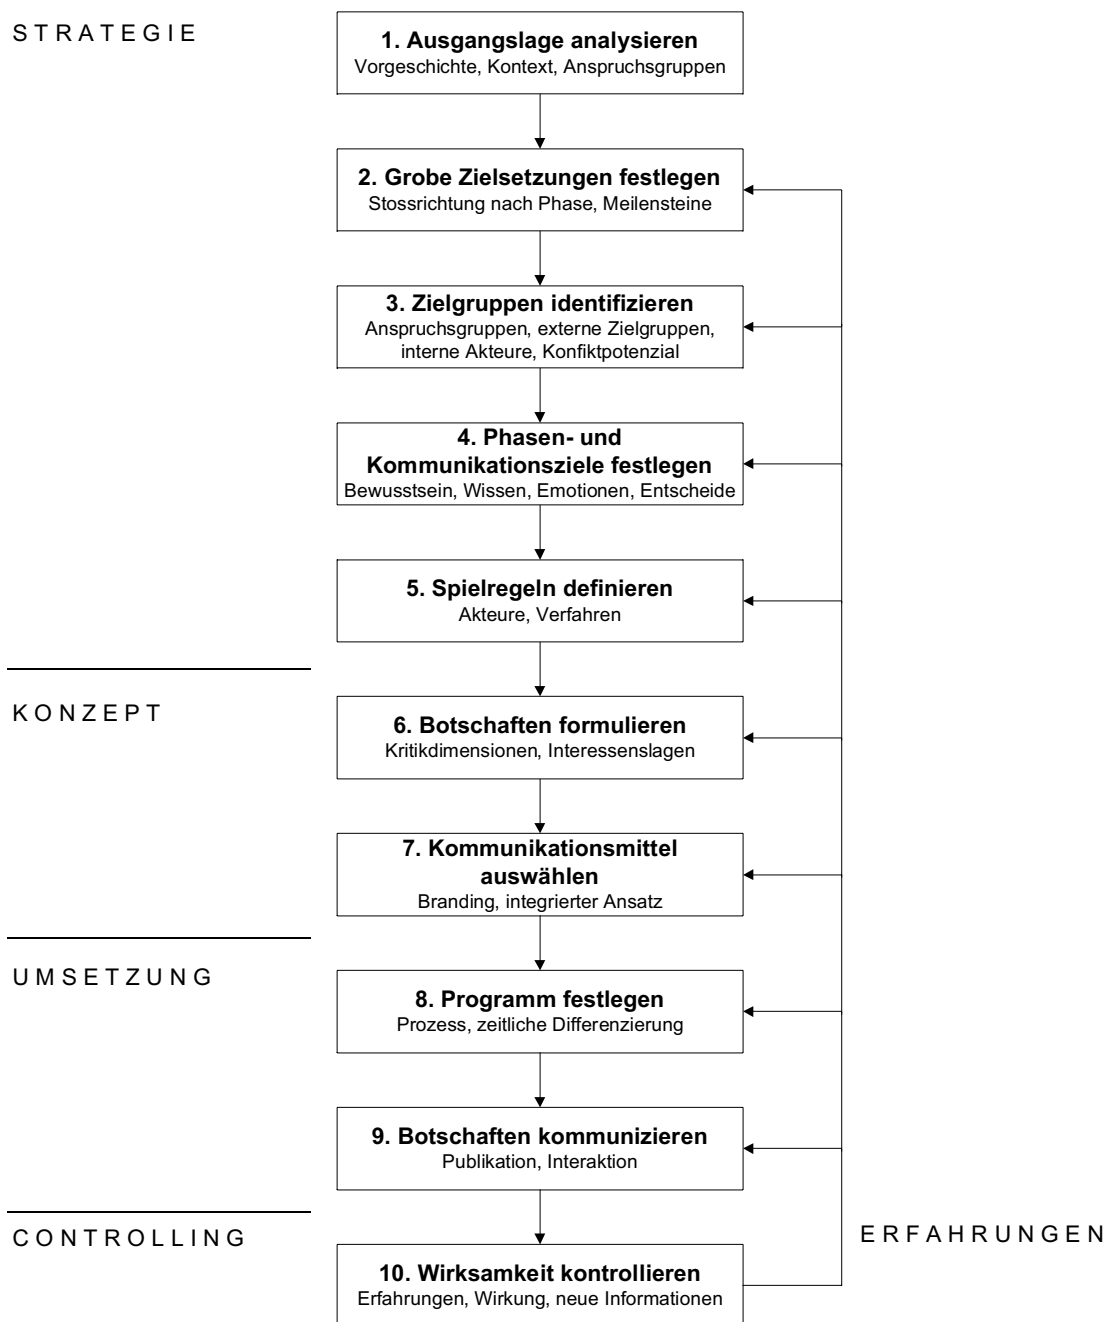 STRATEGIE
1. Ausgangslage analysieren
Vorgeschichte, Kontext, Anspruchsgruppen
2. Grobe Zielsetzungen festlegen
Stossrichtung nach Phase, Meilensteine
3. Zielgruppen identifizieren
Anspruchsgruppen, externe Zielgruppen,
interne Akteure, Konfiktpotenzial
4. Phasen- und
Kommunikationsziele festlegen
Bewusstsein, Wissen, Emotionen, Entscheide
5. Spielregeln definieren
Akteure, Verfahren
KONZEPT
6. Botschaften formulieren
Kritikdimensionen, Interessenslagen
7. Kommunikationsmittel
auswählen
Branding, integrierter Ansatz
UMSETZUNG
8. Programm festlegen
Prozess, zeitliche Differenzierung
9. Botschaften kommunizieren
Publikation, Interaktion
CONTROLLING
ERFAHRUNGEN
10. Wirksamkeit kontrollieren
Erfahrungen, Wirkung, neue Informationen